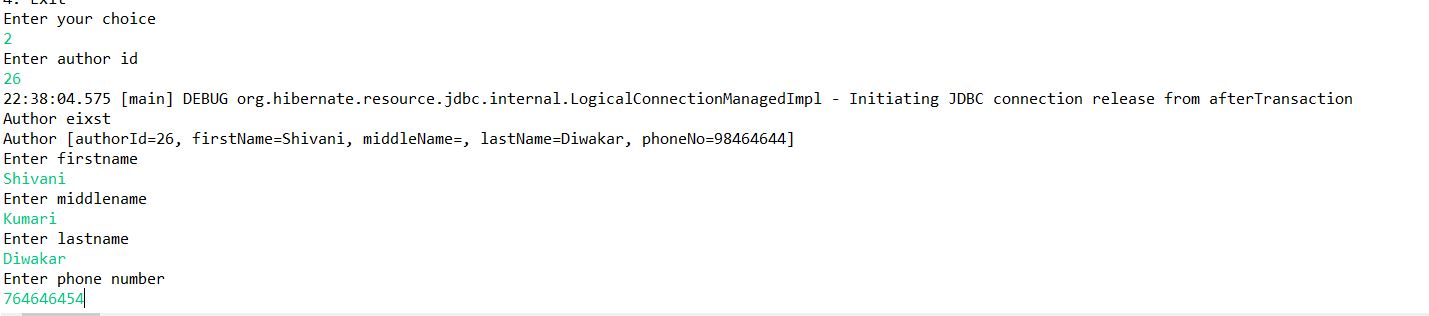 4. Exit
Enter your choice
2
Enter author id
26
22:38:04.575 [main] DEBUG org.hibernate.resource.jdbc.internal.LogicalConnectionManagedImpl - Initiating JDBC connection release from afterTransaction
Author eixst
Author [authorId=26, firstName=Shivani, middleName=, lastName=Diwakar, phoneNo=98464644]
Enter firstname
Shivani
Enter middlename
Kumari
Enter lastname
Diwakar
Enter phone number
764646454